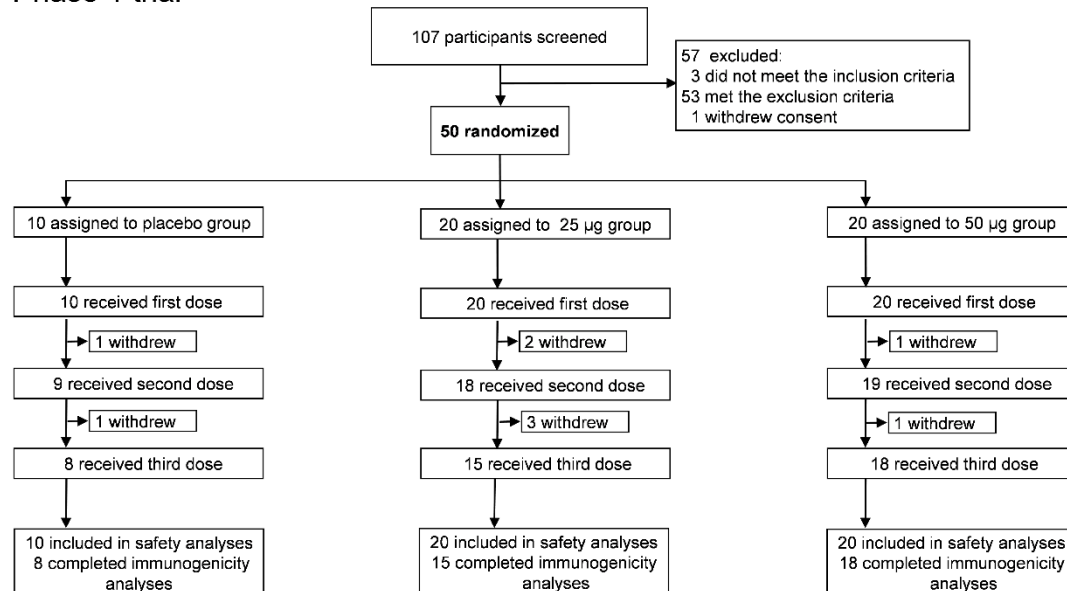 Phase 1 trial
107 participants screened
57 excluded:
3 did not meet the inclusion criteria
53 met the exclusion criteria
1 withdrew consent
50 randomized
10 assigned to placebo group
20 assigned to 25 µg group
20 assigned to 50 µg group
10 received first dose
20 received first dose
20 received first dose
1 withdrew
2 withdrew
1 withdrew
9 received second dose
18 received second dose
19 received second dose
1 withdrew
3 withdrew
1 withdrew
8 received third dose
15 received third dose
18 received third dose
10 included in safety analyses
8 completed immunogenicity
analyses
20 included in safety analyses
15 completed immunogenicity
analyses
20 included in safety analyses
18 completed immunogenicity
analyses